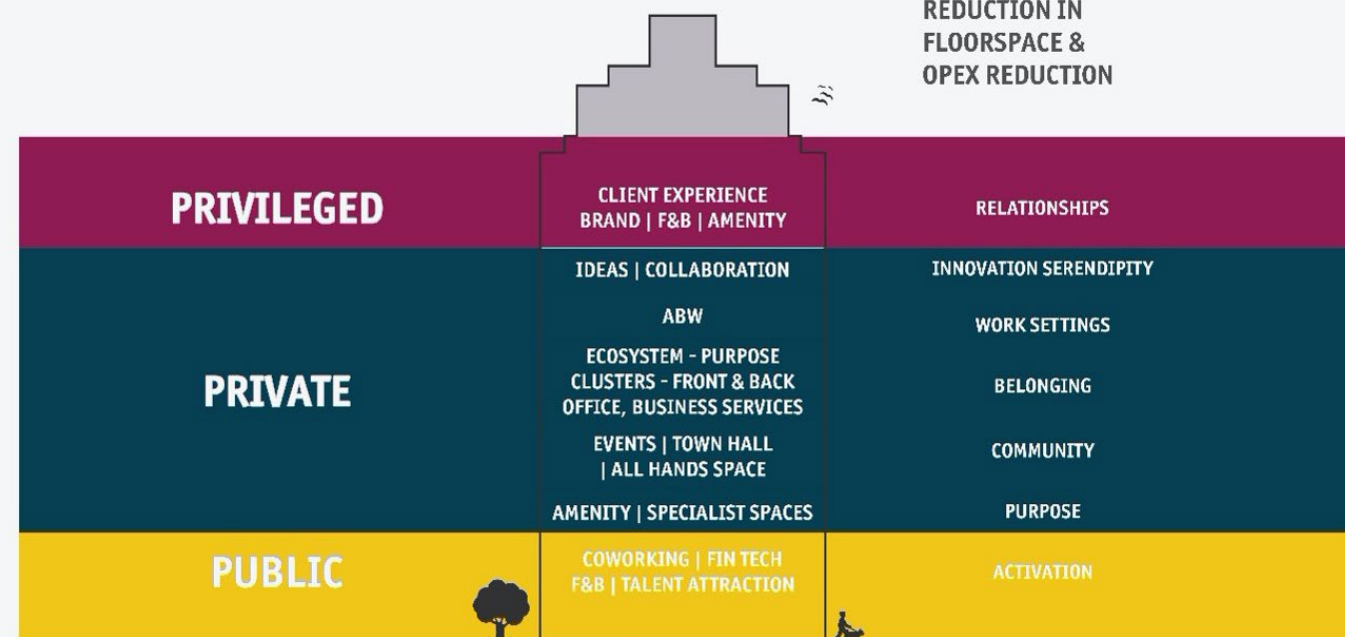 REDUCTION IN
FLOORSPACE &
OPEX REDUCTION
PRIVILEGED
CLIENT EXPERIENCE
BRAND | F&B | AMENITY
RELATIONSHIPS
PRIVATE
IDEAS | COLLABORATION
INNOVATION SERENDIPITY
ABW
WORK SETTINGS
ECOSYSTEM - PURPOSE
CLUSTERS - FRONT & BACK
OFFICE, BUSINESS SERVICES
BELONGING
EVENTS | TOWN HALL
| ALL HANDS SPACE
COMMUNITY
AMENITY | SPECIALIST SPACES
PURPOSE
PUBLIC
COWORKING | FIN TECH
F&B | TALENT ATTRACTION
ACTIVATION